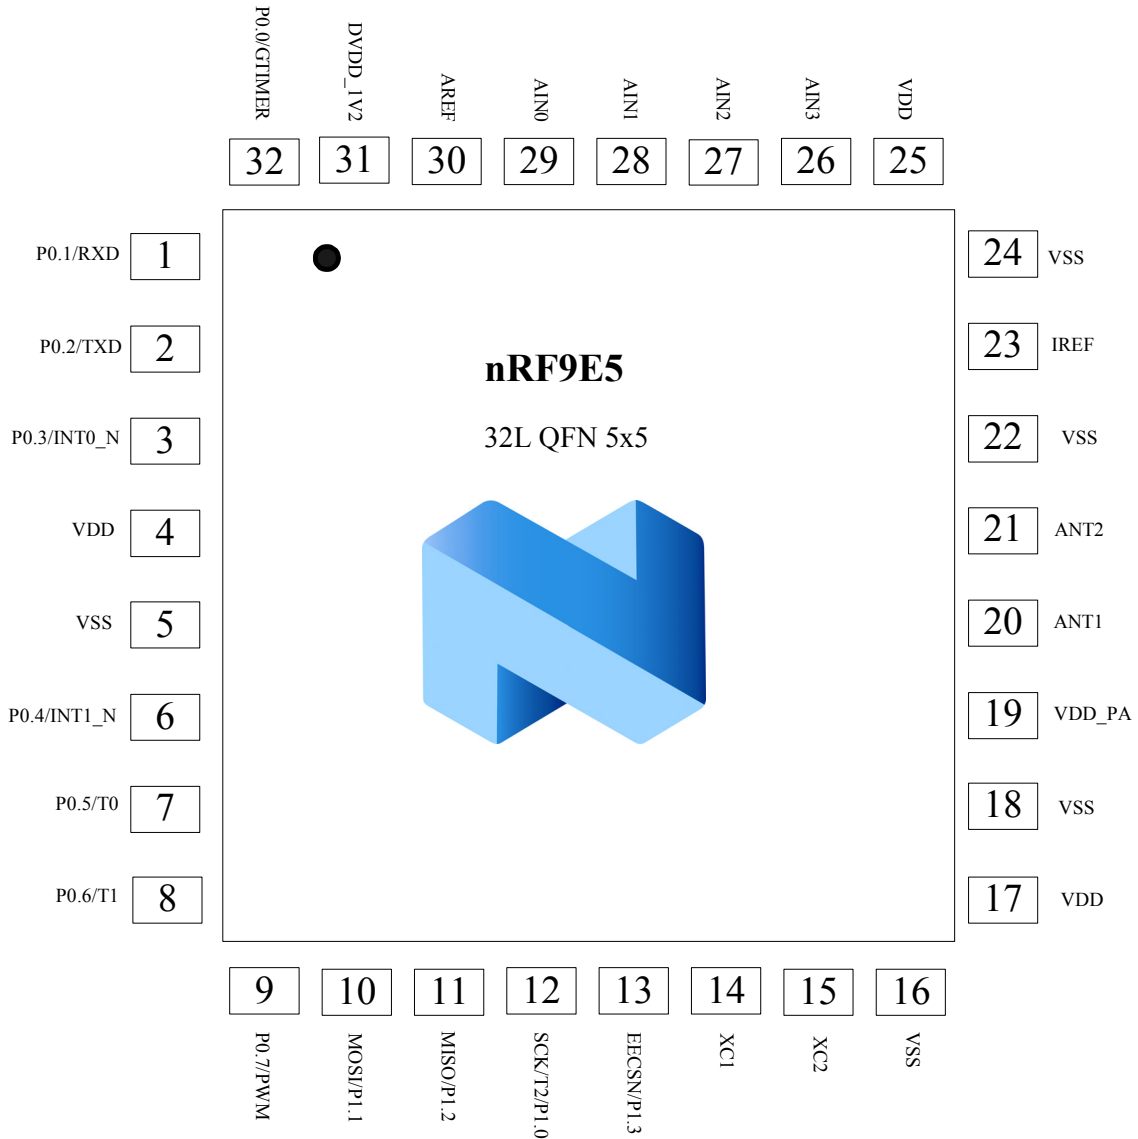 P0.0/GTIMER
DVDD_1V2
AREF
AIN0
AIN1
AIN2
AIN3
VDD
32
31
30
29
28
27
26
25
P0.1/RXD 1
P0.2/TXD 2
P0.3/INT0_N 3
VDD 4
VSS 5
P0.4/INT1_N 6
P0.5/T0 7
P0.6/T1 8
nRF9E5
32L QFN 5x5
24 VSS
23 IREF
22 VSS
21 ANT2
20 ANT1
19 VDD_PA
18 VSS
17 VDD
9
10
11
12
13
14
15
16
P0.7/PWM
MOSI/P1.1
MISO/P1.2
SCK/T2/P1.0
EECSN/P1.3
XC1
XC2
VSS